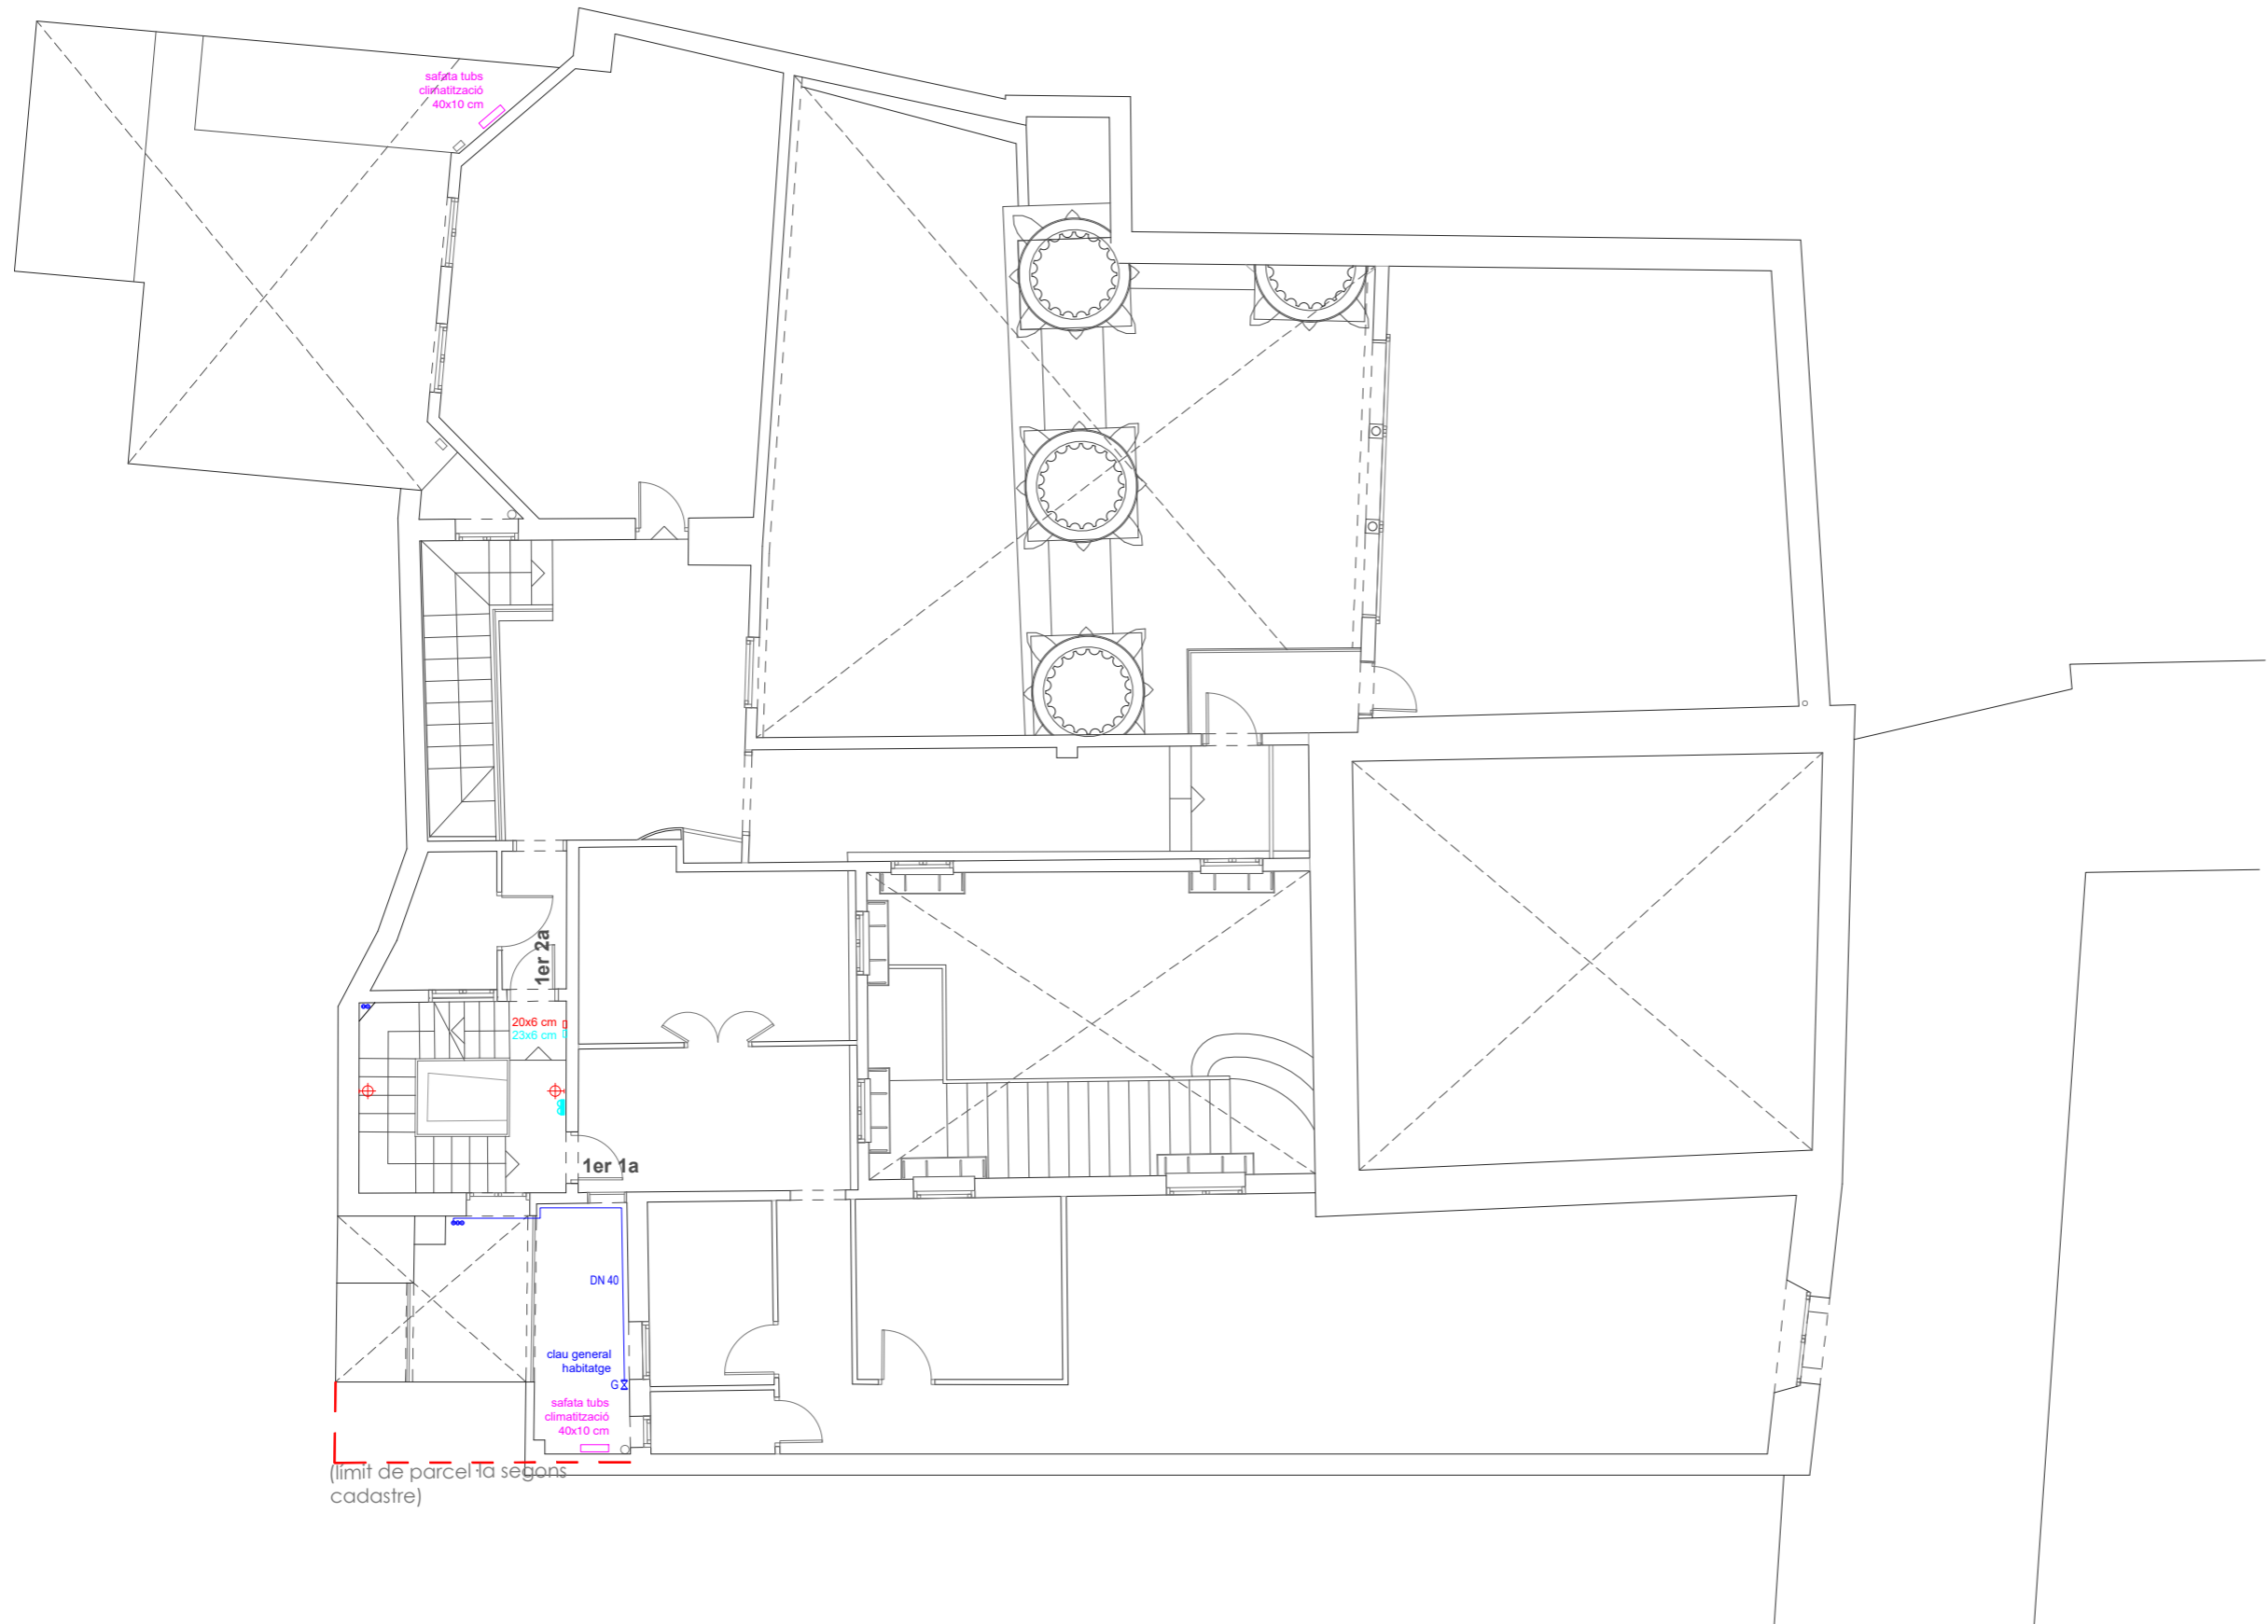 safata tubs
climatització
40x10 cm
1er 2a
20x6 cm
23x6 cm
1er 1a
DN 40
clau general
habitatge
G
safata tubs
climatització
40x10 cm
(límit de parcel·la segons
cadastre)